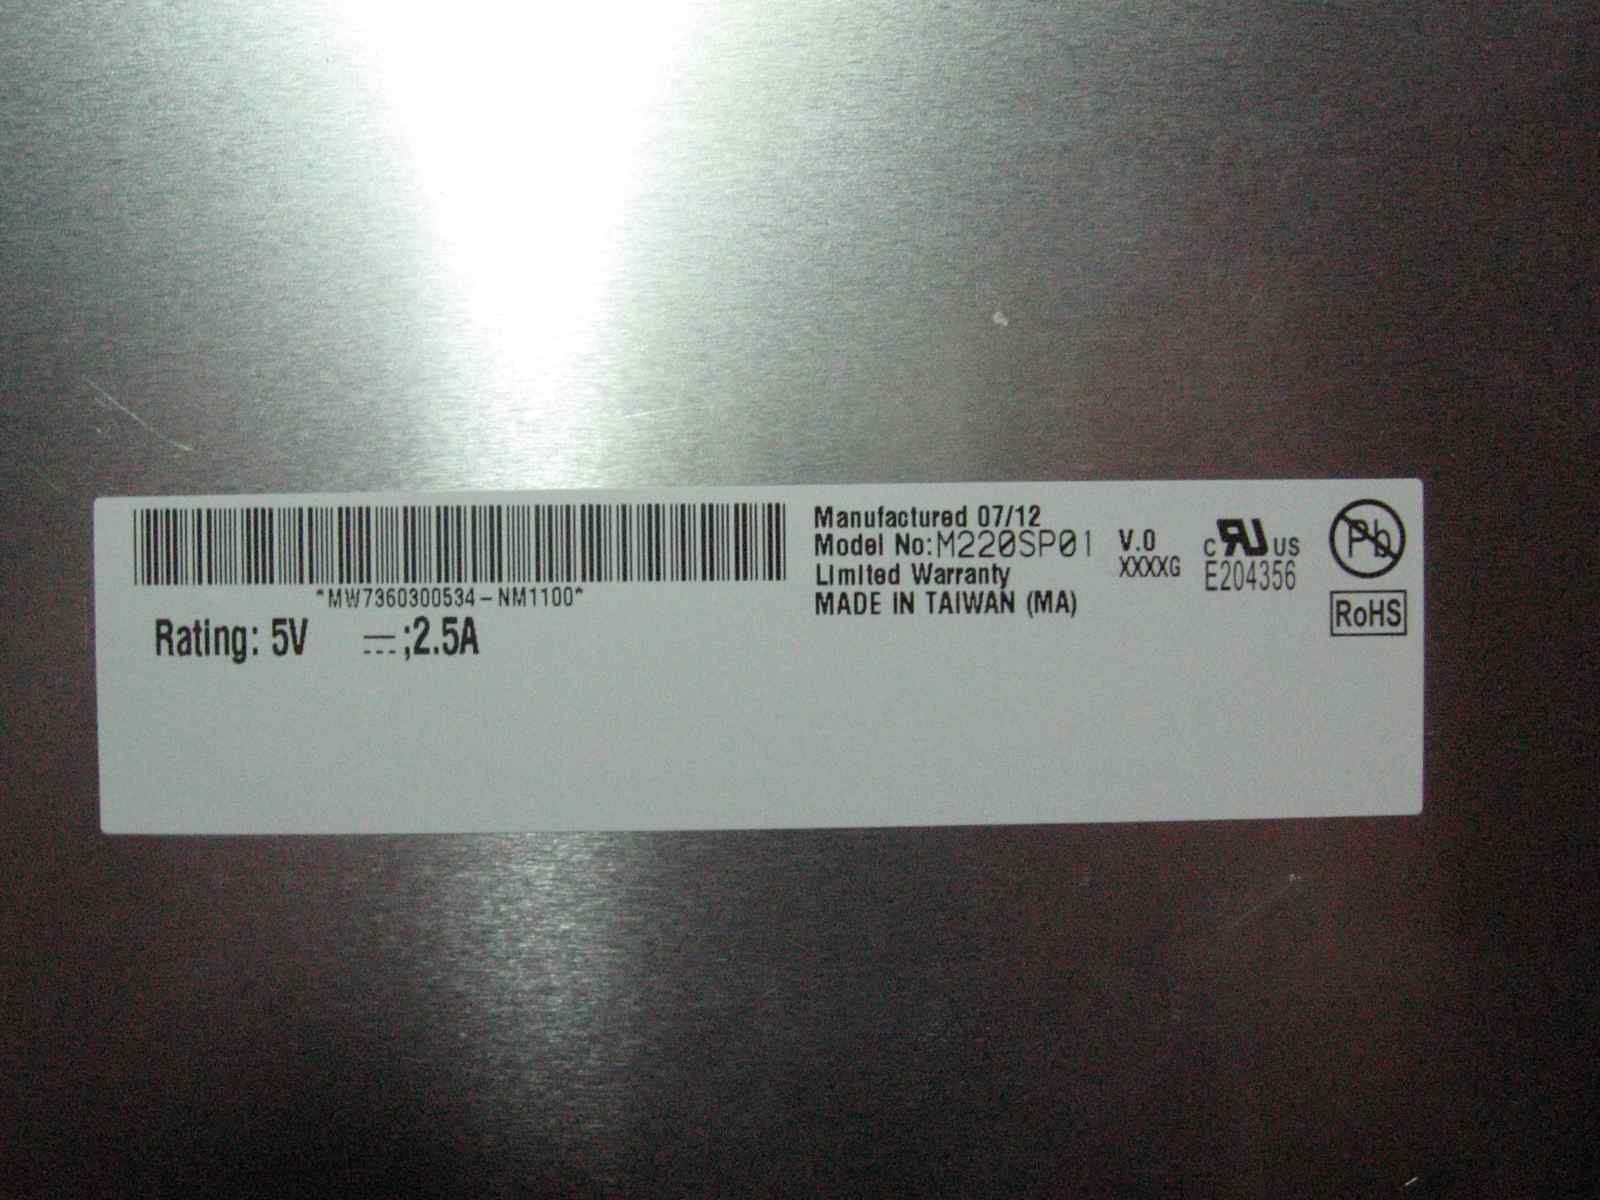 *MW7360300534-NM1100*
Rating: 5V ⎓;2.5A
Manufactured 07/12
Model No:M220SP01 V.0
XXXXG
Limited Warranty
MADE IN TAIWAN (MA)
c RU US
E204356
Pb
RoHS